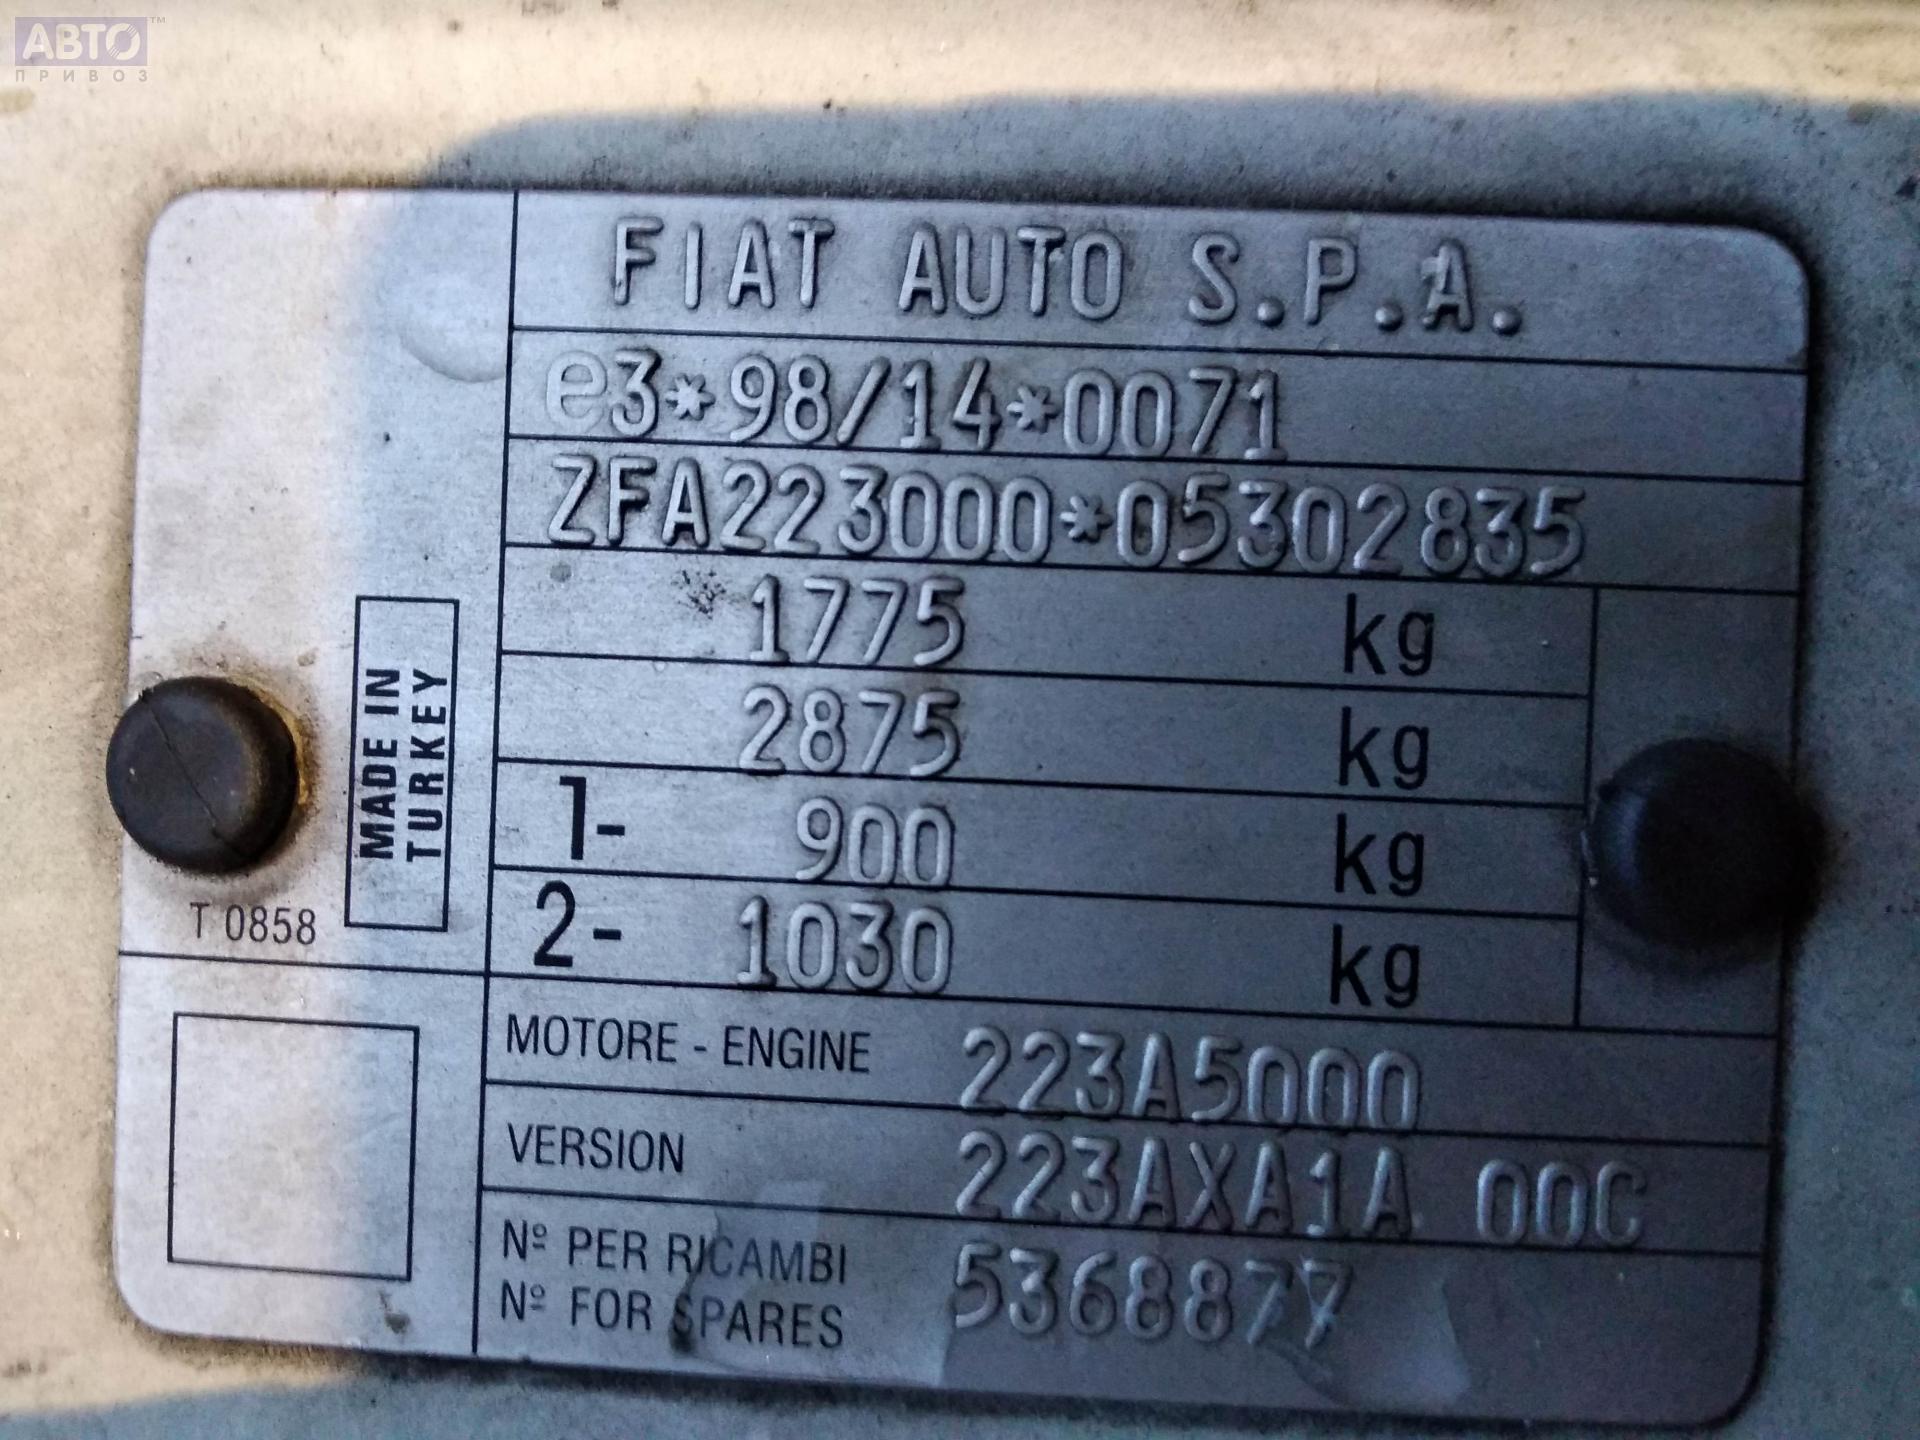 АВТО™
ПРИВОЗ
FIAT AUTO S.P.A.
e3*98/14*0071
ZFA223000*05302835
1775 kg
2875 kg
1- 900 kg
2- 1030 kg
MADE IN
TURKEY
T 0858
MOTORE - ENGINE 223A5000
VERSION 223AXA1A 00C
Nº PER RICAMBI
Nº FOR SPARES
5368877